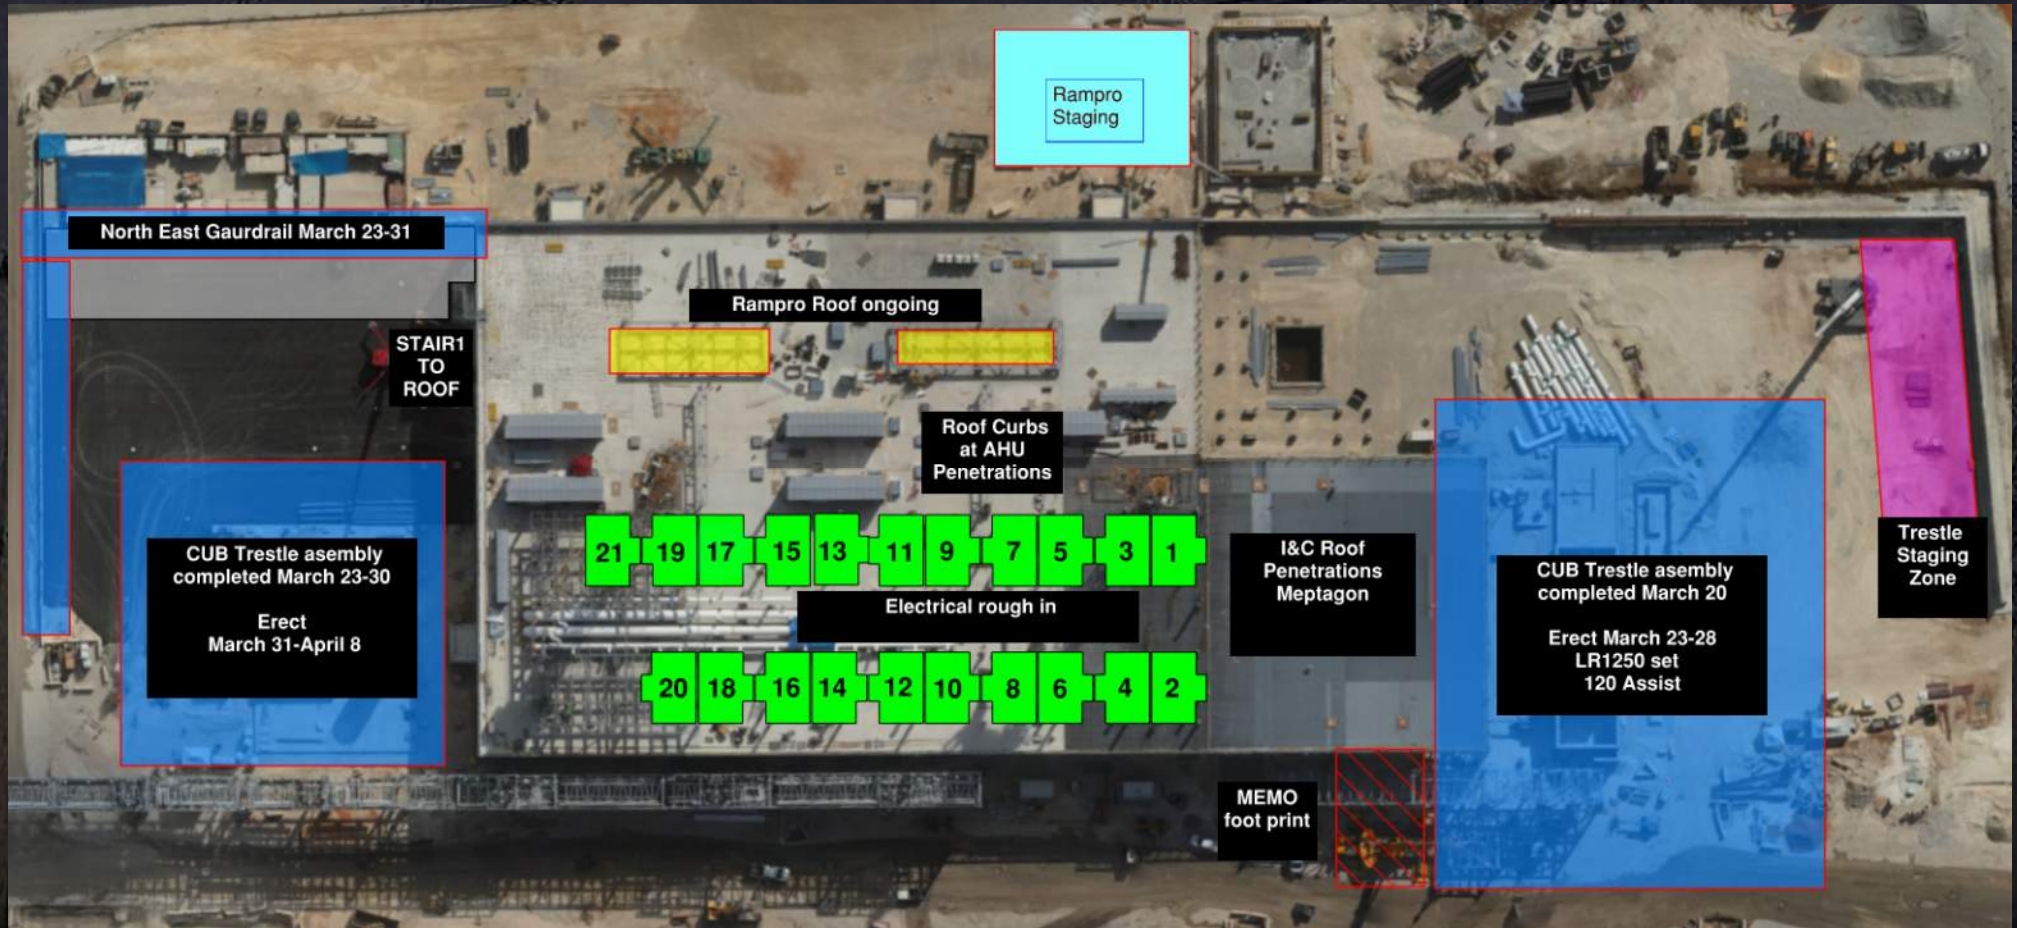 Rampro
Staging
North East Gaurdrail March 23-31
Rampro Roof ongoing
STAIR1
TO
ROOF
Roof Curbs
at AHU
Penetrations
21 19 17 15 13 11 9 7 5 3 1
Electrical rough in
20 18 16 14 12 10 8 6 4 2
CUB Trestle asembly
completed March 23-30
Erect
March 31-April 8
I&C Roof
Penetrations
Meptagon
CUB Trestle asembly
completed March 20
Erect March 23-28
LR1250 set
120 Assist
Trestle
Staging
Zone
MEMO
foot print